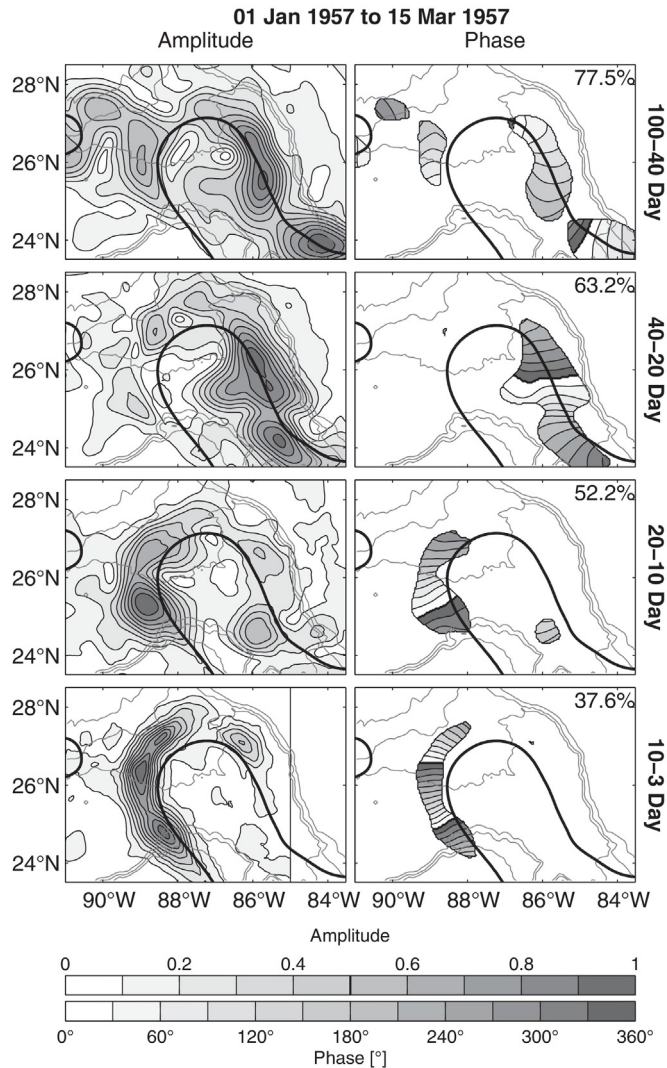 01 Jan 1957 to 15 Mar 1957
Amplitude Phase
28°N 77.5%
26°N
24°N
100–40 Day
28°N 63.2%
26°N
24°N
40–20 Day
28°N 52.2%
26°N
24°N
20–10 Day
28°N 37.6%
26°N
24°N
10–3 Day
90°W 88°W 86°W 84°W 90°W 88°W 86°W 84°W
Amplitude
0 0.2 0.4 0.6 0.8 1
0° 60° 120° 180° 240° 300° 360°
Phase [°]